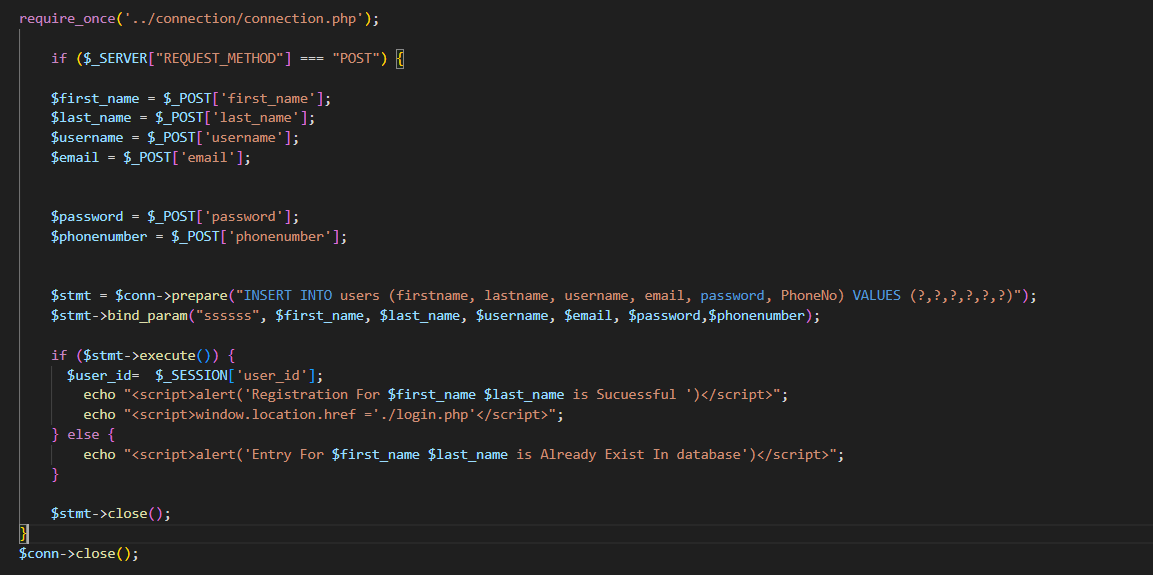 require_once('../connection/connection.php');
if ($_SERVER["REQUEST_METHOD"] === "POST") {
$first_name = $_POST['first_name'];
$last_name = $_POST['last_name'];
$username = $_POST['username'];
$email = $_POST['email'];
$password = $_POST['password'];
$phonenumber = $_POST['phonenumber'];
$stmt = $conn->prepare("INSERT INTO users (firstname, lastname, username, email, password, PhoneNo) VALUES (?,?,?,?,?,?)");
$stmt->bind_param("ssssss", $first_name, $last_name, $username, $email, $password,$phonenumber);
if ($stmt->execute()) {
$user_id=  $_SESSION['user_id'];
echo "<script>alert('Registration For $first_name $last_name is Sucuessful ')</script>";
echo "<script>window.location.href ='./login.php'</script>";
} else {
echo "<script>alert('Entry For $first_name $last_name is Already Exist In database')</script>";
}
$stmt->close();
}
$conn->close();